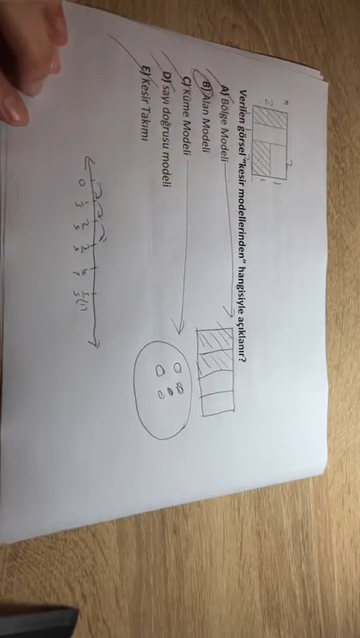 Verilen görsel "kesir modellerinden" hangisiyle açıklanır?
A) Bölge Modeli
B) Alan Modeli
C) Küme Modeli
D) sayı doğrusu modeli
E) Kesir Takımı